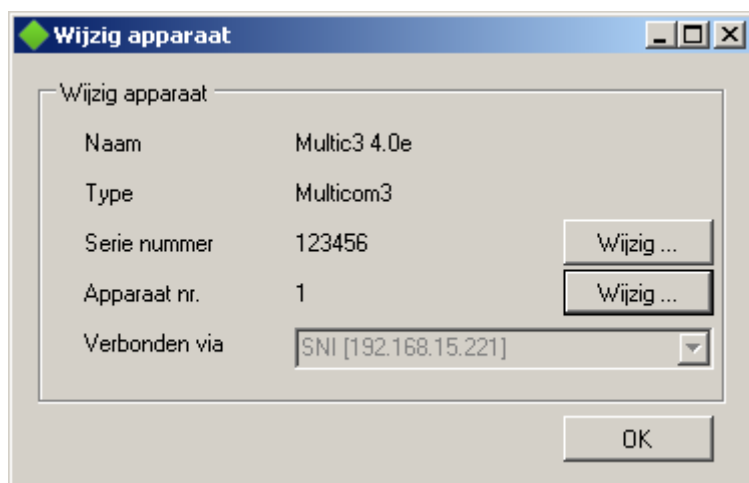 Wijzig apparaat
Wijzig apparaat
Naam Multic3 4.0e
Type Multicom3
Serie nummer 123456 Wijzig ...
Apparaat nr. 1 Wijzig ...
Verbonden via SNI [192.168.15.221]
OK